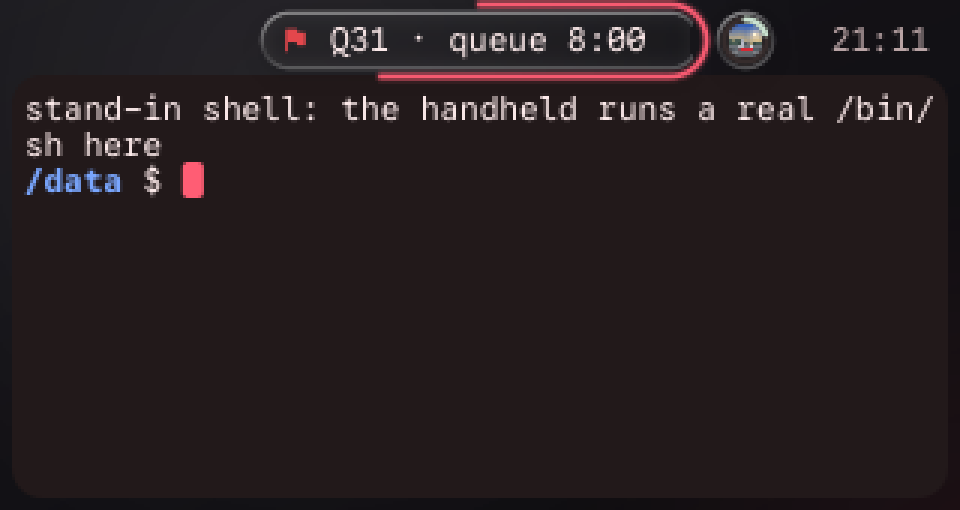 Q31 · queue 8:00
21:11
stand-in shell: the handheld runs a real /bin/
sh here
/data $